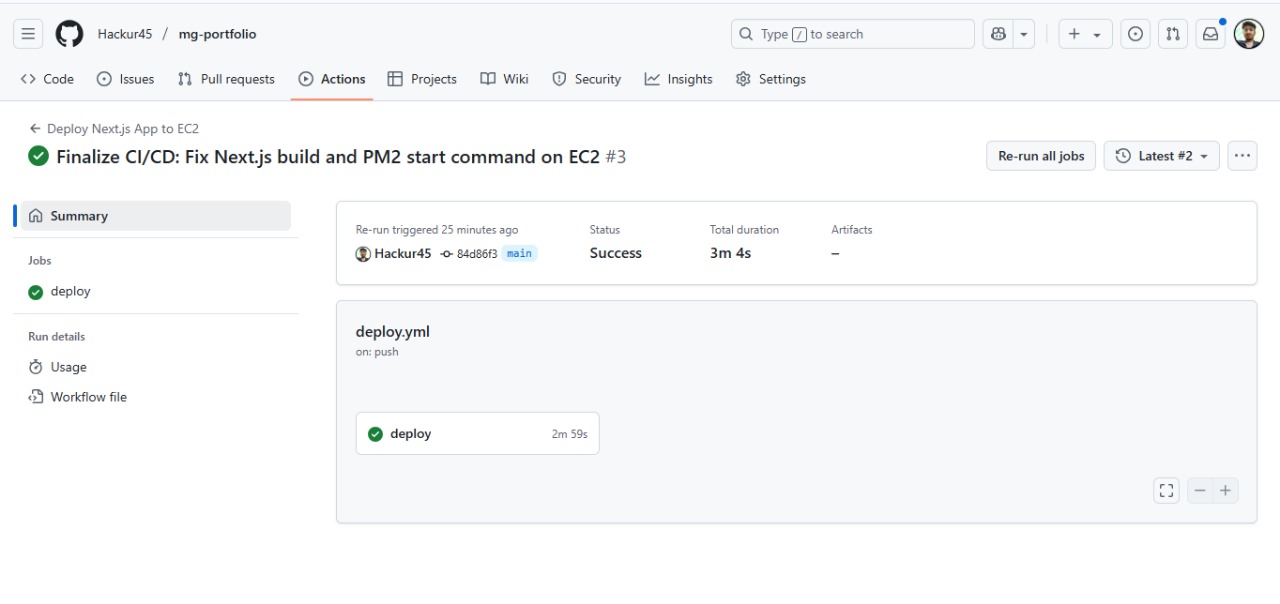 Hackur45 / mg-portfolio
Type / to search
Code Issues Pull requests Actions Projects Wiki Security Insights Settings
Deploy Next.js App to EC2
Finalize CI/CD: Fix Next.js build and PM2 start command on EC2 #3
Re-run all jobs
Latest #2
Summary
Jobs
deploy
Run details
Usage
Workflow file
Re-run triggered 25 minutes ago
Hackur45 84d86f3 main
Status
Success
Total duration
3m 4s
Artifacts
–
deploy.yml
on: push
deploy 2m 59s